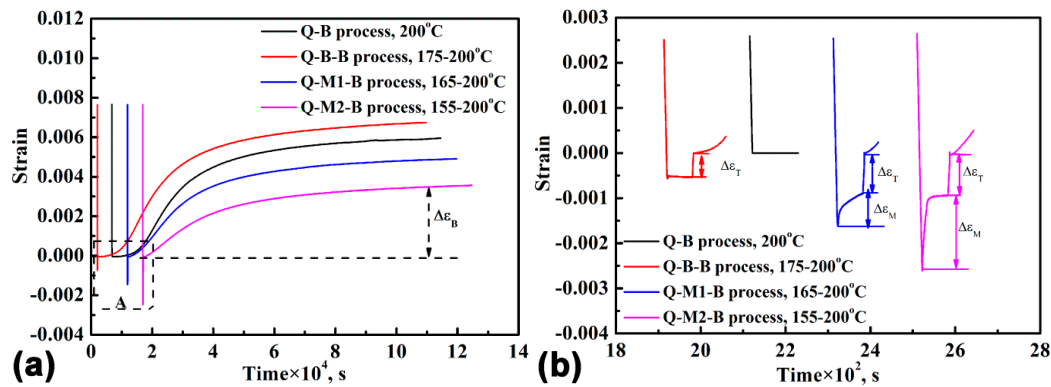 0.012
0.010
0.008
0.006
0.004
0.002
0.000
-0.002
-0.004
Strain
Q-B process, 200°C
Q-B-B process, 175-200°C
Q-M1-B process, 165-200°C
Q-M2-B process, 155-200°C
Δε_B
A
0 2 4 6 8 10 12 14
Time×10^4, s
(a)
0.003
0.002
0.001
0.000
-0.001
-0.002
-0.003
-0.004
Strain
Δε_T
Δε_T
Δε_M
Δε_T
Δε_M
Q-B process, 200°C
Q-B-B process, 175-200°C
Q-M1-B process, 165-200°C
Q-M2-B process, 155-200°C
18 20 22 24 26 28
Time×10^2, s
(b)